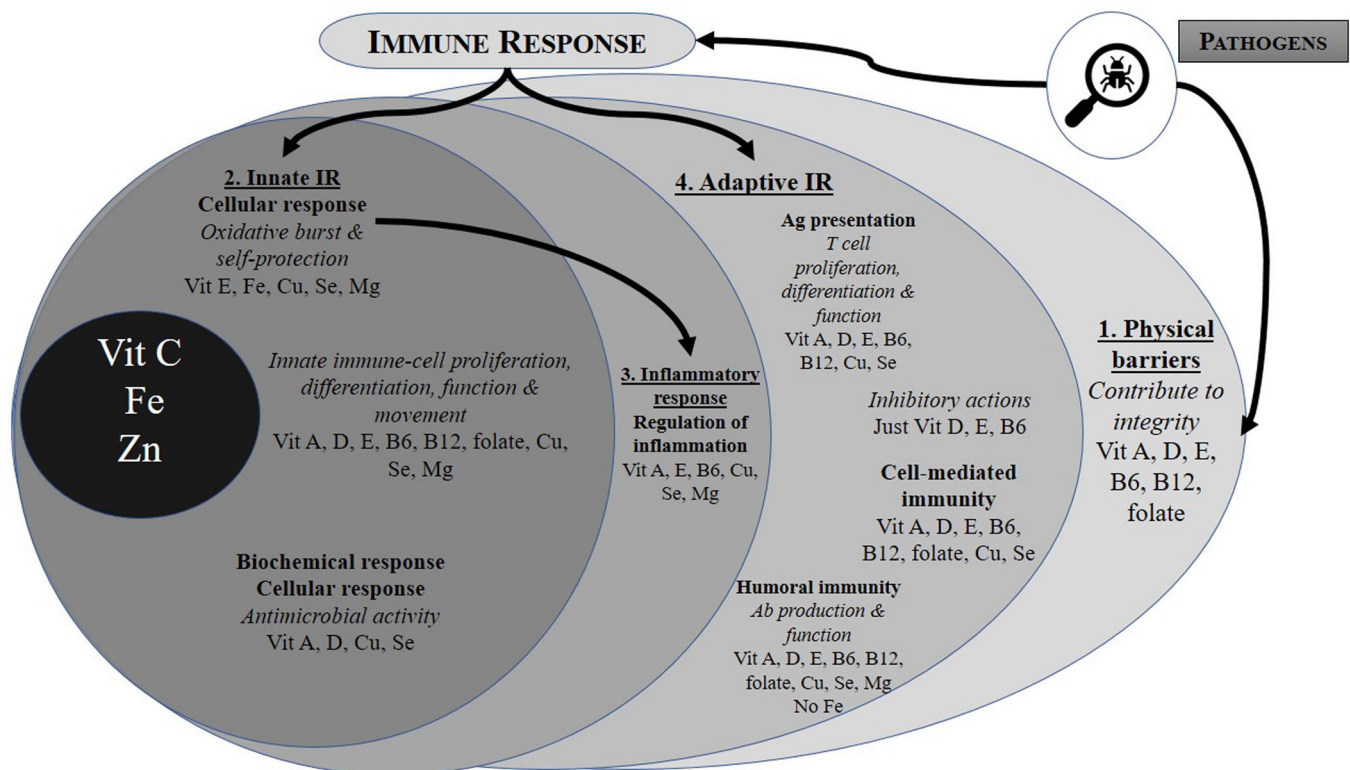 IMMUNE RESPONSE
PATHOGENS
2. Innate IR
Cellular response
Oxidative burst &
self-protection
Vit E, Fe, Cu, Se, Mg
Vit C
Fe
Zn
Innate immune-cell proliferation,
differentiation, function &
movement
Vit A, D, E, B6, B12, folate, Cu,
Se, Mg
Biochemical response
Cellular response
Antimicrobial activity
Vit A, D, Cu, Se
3. Inflammatory
response
Regulation of
inflammation
Vit A, E, B6, Cu,
Se, Mg
4. Adaptive IR
Ag presentation
T cell
proliferation,
differentiation &
function
Vit A, D, E, B6,
B12, Cu, Se
Inhibitory actions
Just Vit D, E, B6
Cell-mediated
immunity
Vit A, D, E, B6,
B12, folate, Cu, Se
Humoral immunity
Ab production &
function
Vit A, D, E, B6, B12,
folate, Cu, Se, Mg
No Fe
1. Physical
barriers
Contribute to
integrity
Vit A, D, E,
B6, B12,
folate